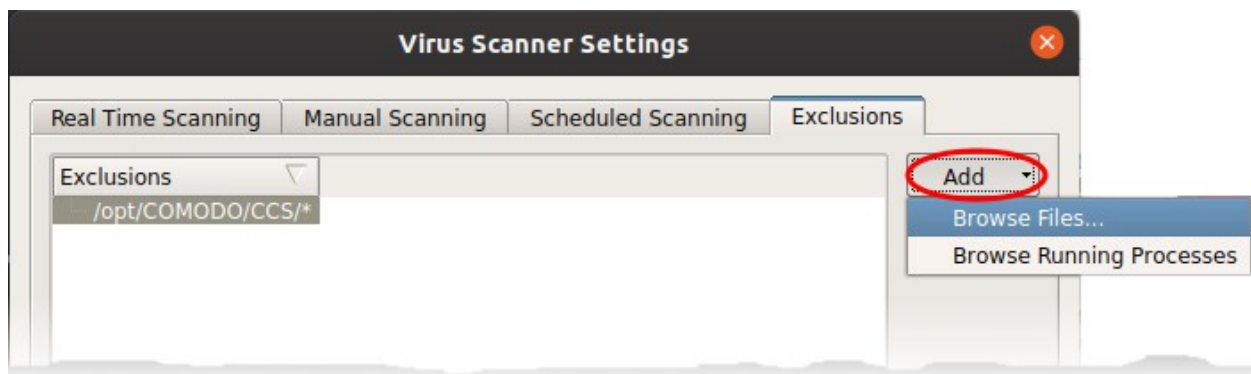 Virus Scanner Settings
Real Time Scanning Manual Scanning Scheduled Scanning Exclusions
Exclusions Add
/opt/COMODO/CCS/*
Browse Files...
Browse Running Processes